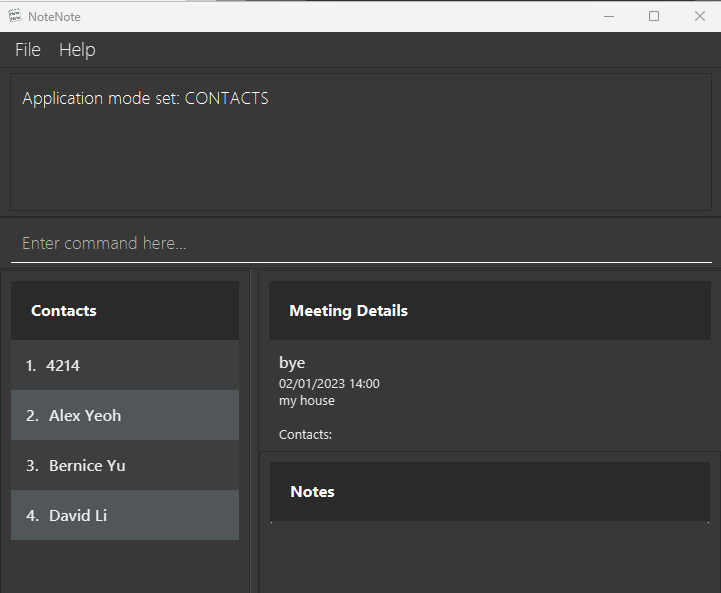 NoteNote
File Help
Application mode set: CONTACTS
Enter command here...
Contacts
1. 4214
2. Alex Yeoh
3. Bernice Yu
4. David Li
Meeting Details
bye
02/01/2023 14:00
my house
Contacts:
Notes